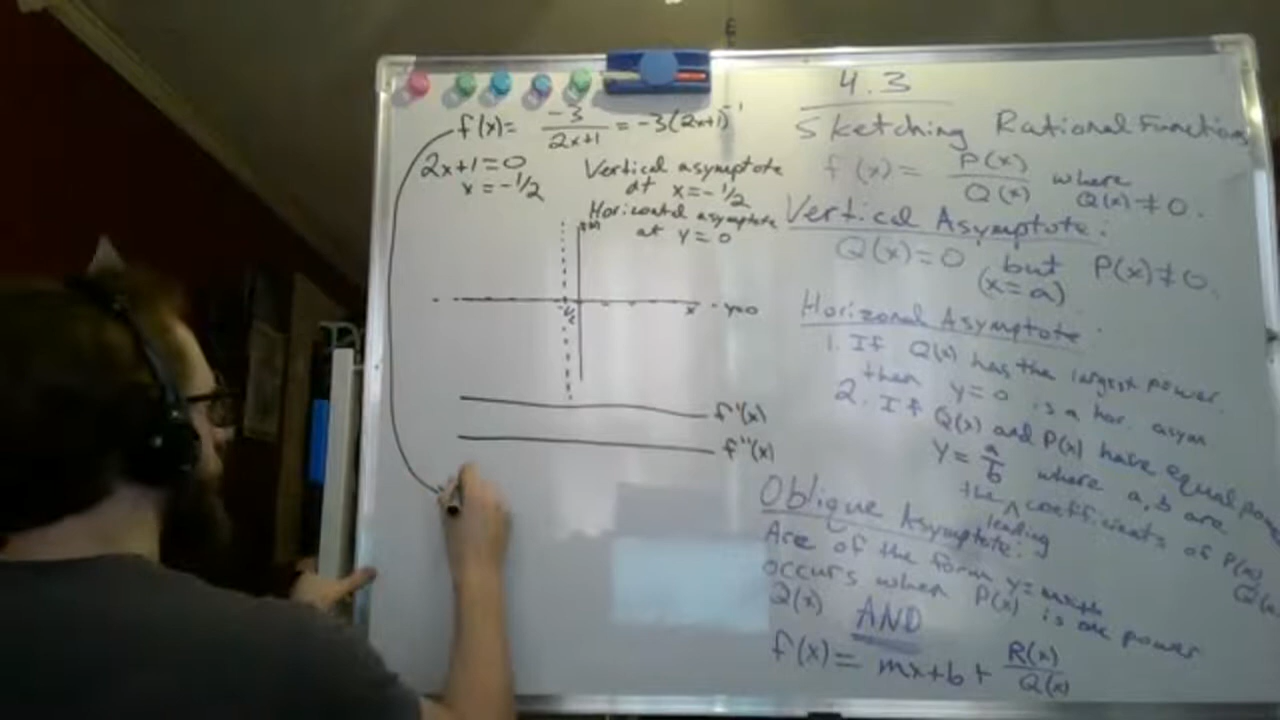 f(x)= -3/2x+1 = -3(2x+1)^-1
2x+1=0
x=-1/2
Vertical asymptote
at x=-1/2
Horizontal asymptote
at y=0
-1/2
x
y=0
f'(x)
f''(x)
4.3
Sketching Rational Functions
f(x)= P(x)/Q(x) where
Q(x)≠0.
Vertical Asymptote:
Q(x)=0 but P(x)≠0.
(x=a)
Horizonal Asymptote:
1. If Q(x) has the largest power.
then y=0 is a hor. asym
2. If Q(x) and P(x) have equal power
y=a/b where a,b are
the leading coefficients of P(x)
Q(x)
Oblique Asymptote:
Are of the form y=mx+b
occurs when P(x) is one power
Q(x) AND
f(x)= mx+b+ R(x)/Q(x)